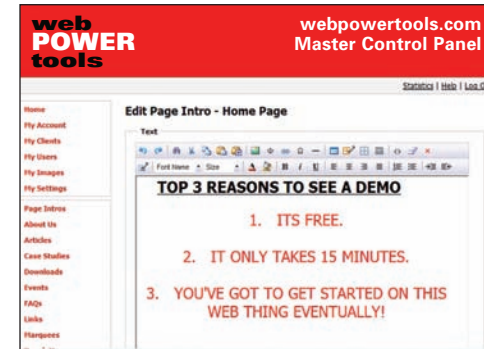 web
POWER
tools
webpowertools.com
Master Control Panel
Statistics | Help | Log O
Home
My Account
My Clients
My Users
My Images
My Settings
Page Intros
About Us
Articles
Case Studies
Downloads
Events
FAQs
Links
Marquees
Edit Page Intro - Home Page
Text
Font Name
Size
TOP 3 REASONS TO SEE A DEMO
1. ITS FREE.
2. IT ONLY TAKES 15 MINUTES.
3. YOU'VE GOT TO GET STARTED ON THIS
WEB THING EVENTUALLY!